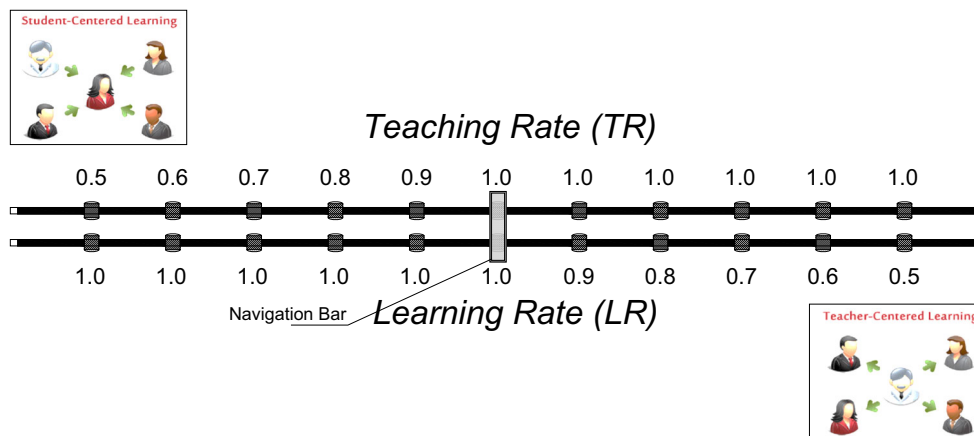 Student-Centered Learning
Teaching Rate (TR)
0.5 0.6 0.7 0.8 0.9 1.0 1.0 1.0 1.0 1.0 1.0
1.0 1.0 1.0 1.0 1.0 1.0 0.9 0.8 0.7 0.6 0.5
Navigation Bar
Learning Rate (LR)
Teacher-Centered Learning